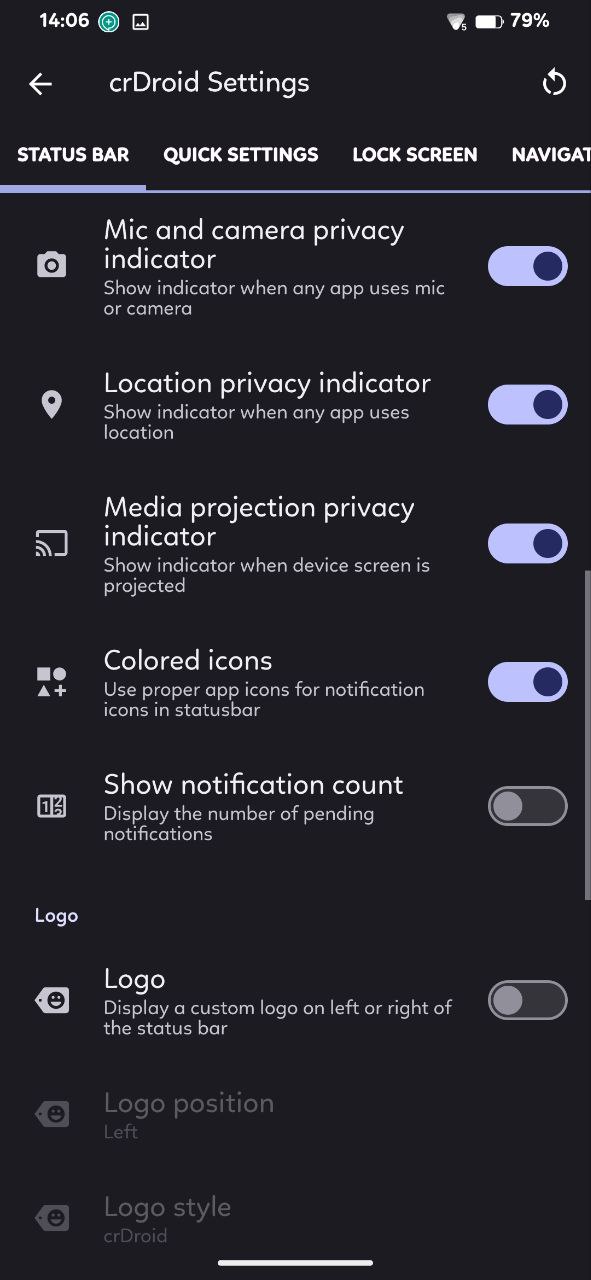 14:06
5
79%
crDroid Settings
STATUS BAR QUICK SETTINGS LOCK SCREEN NAVIGAT
Mic and camera privacy
indicator
Show indicator when any app uses mic
or camera
Location privacy indicator
Show indicator when any app uses
location
Media projection privacy
indicator
Show indicator when device screen is
projected
Colored icons
Use proper app icons for notification
icons in statusbar
Show notification count
Display the number of pending
notifications
Logo
Logo
Display a custom logo on left or right of
the status bar
Logo position
Left
Logo style
crDroid